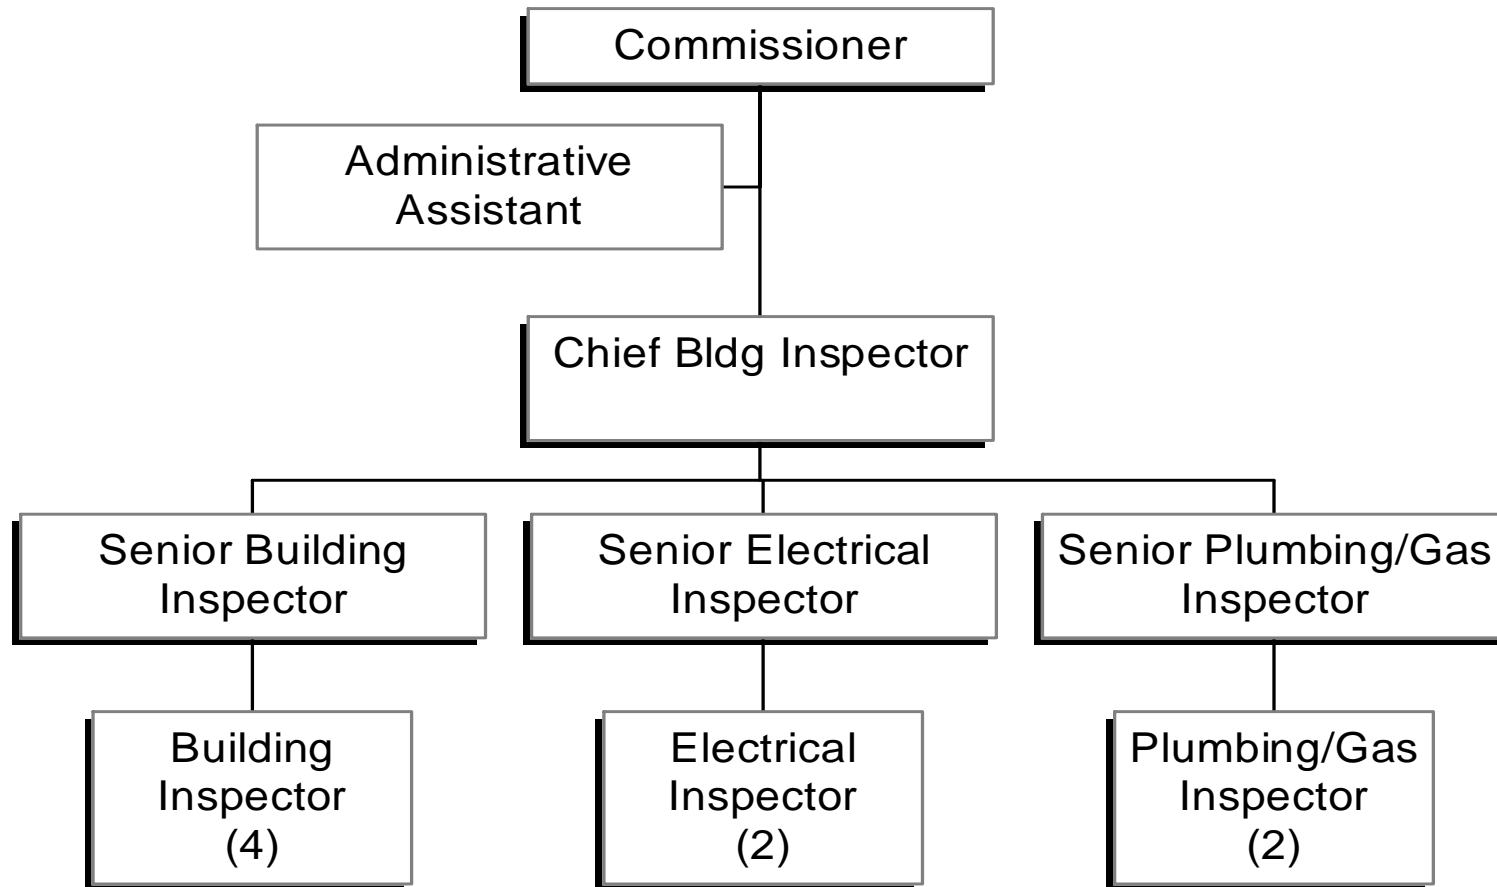 Commissioner
Administrative
Assistant
Chief Bldg Inspector
Senior Building
Inspector
Senior Electrical
Inspector
Senior Plumbing/Gas
Inspector
Building
Inspector
(4)
Electrical
Inspector
(2)
Plumbing/Gas
Inspector
(2)